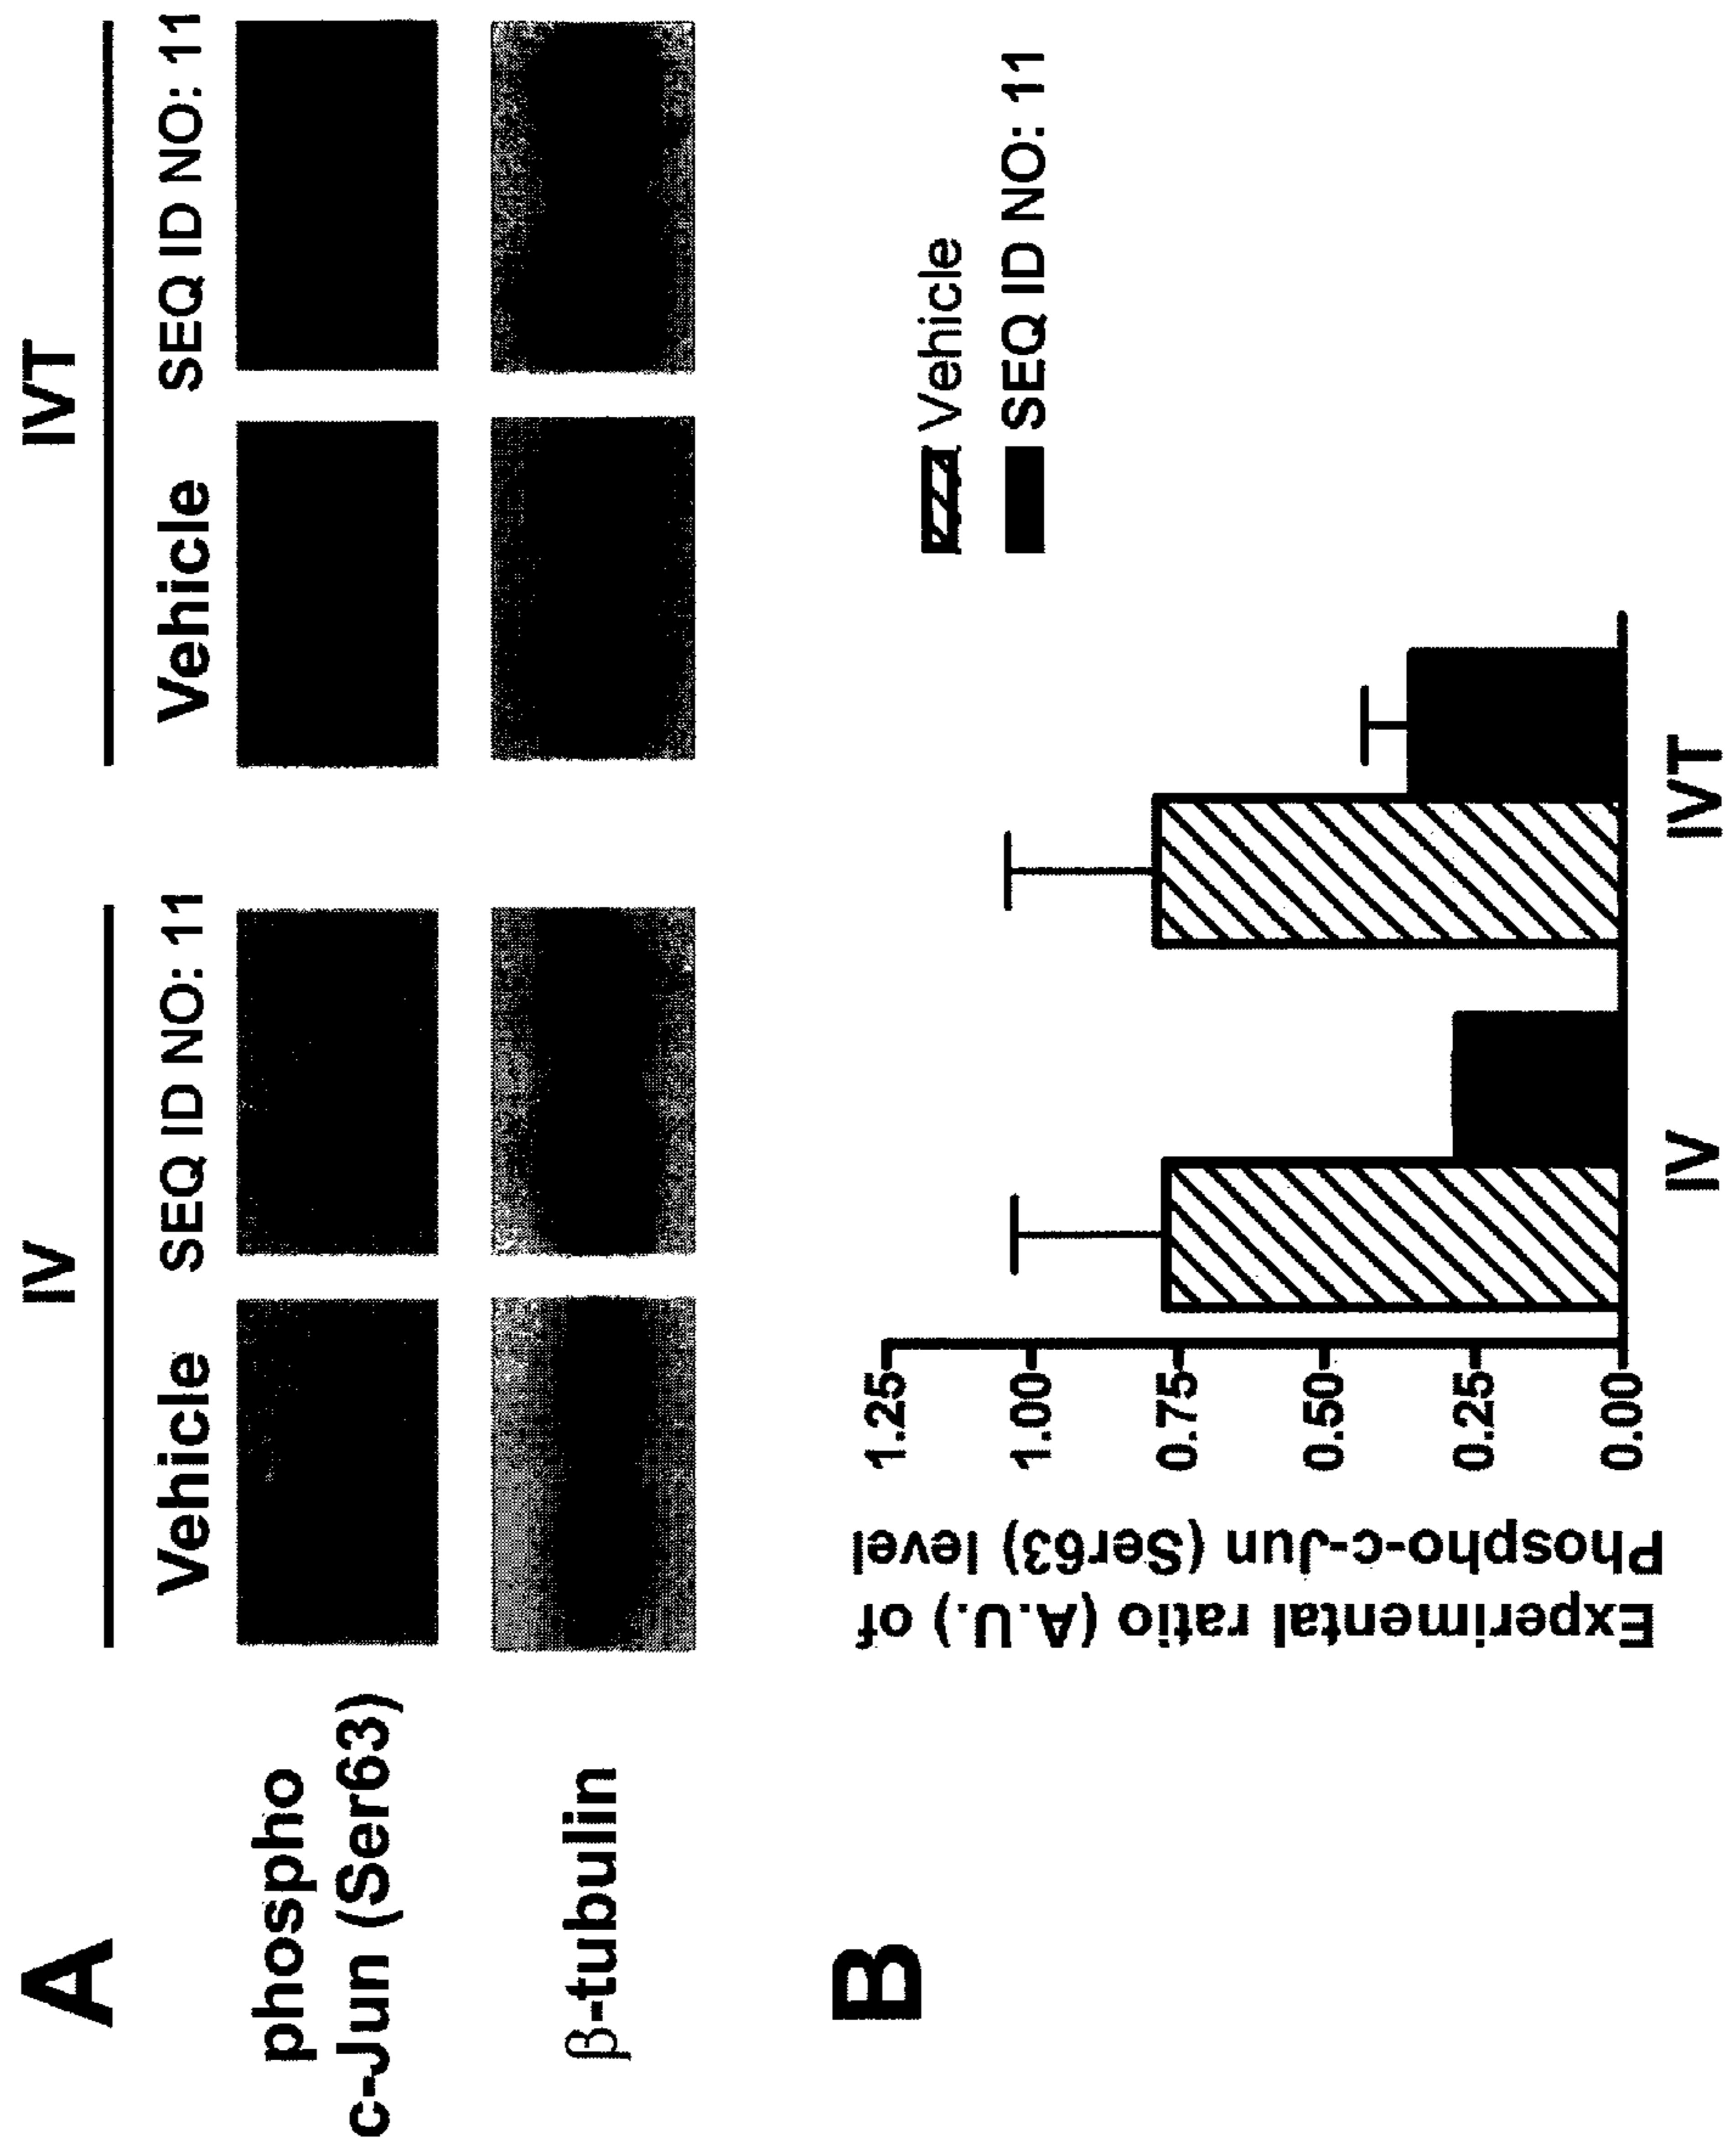 A
IV
IVT
Vehicle
SEQ ID NO: 11
Vehicle
SEQ ID NO: 11
phospho
c-Jun (Ser63)
β-tubulin
B
Experimental ratio (A.U.) of
Phospho-c-Jun (Ser63) level
1.25
1.00
0.75
0.50
0.25
0.00
IV
IVT
Vehicle
SEQ ID NO: 11